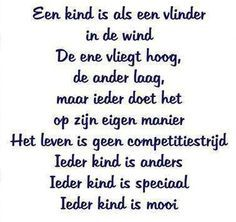 Een kind is als een vlinder
in de wind
De ene vliegt hoog,
de ander laag,
maar ieder doet het
op zijn eigen manier
Het leven is geen competitiestrijd
Ieder kind is anders
Ieder kind is speciaal
Ieder kind is mooi